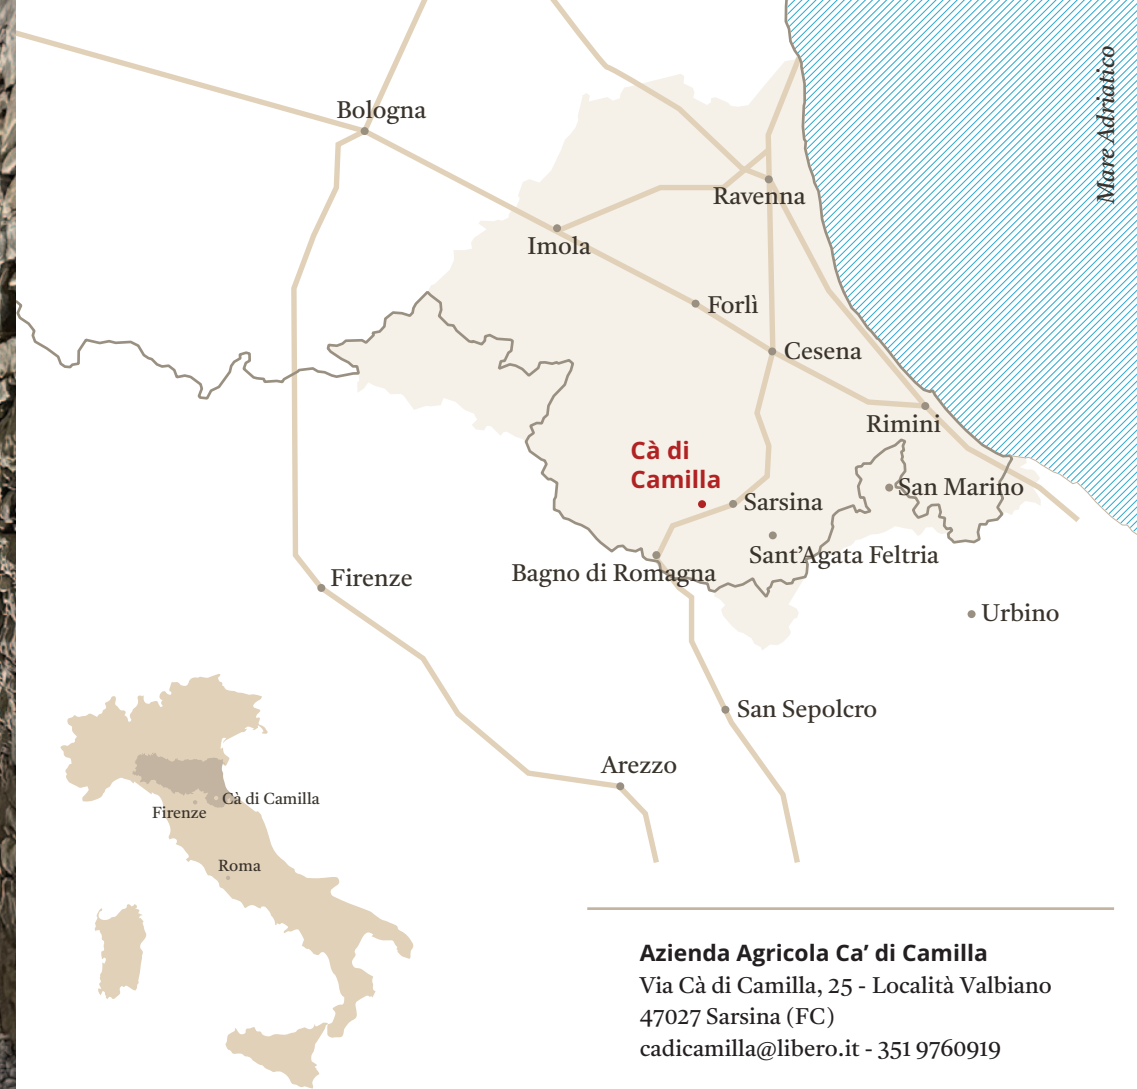 Mare Adriatico
Bologna
Ravenna
Imola
Forlì
Cesena
Rimini
Cà di
Camilla
Sarsina
San Marino
Sant’Agata Feltria
Bagno di Romagna
Firenze
Urbino
San Sepolcro
Arezzo
Cà di Camilla
Firenze
Roma
Azienda Agricola Ca’ di Camilla
Via Cà di Camilla, 25 - Località Valbiano
47027 Sarsina (FC)
cadicamilla@libero.it - 351 9760919